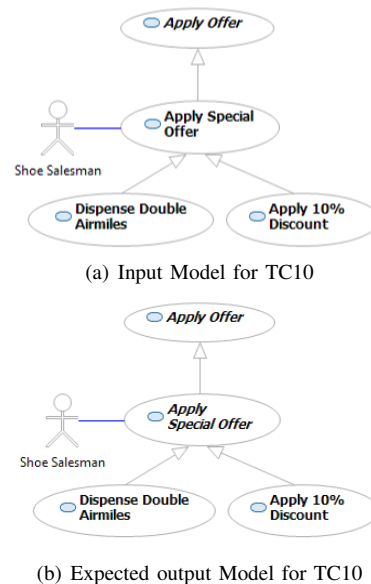 Apply Offer
Apply Special
Offer
Shoe Salesman
Dispense Double
Airmiles
Apply 10%
Discount
(a) Input Model for TC10
Apply Offer
Apply
Special Offer
Shoe Salesman
Dispense Double
Airmiles
Apply 10%
Discount
(b) Expected output Model for TC10